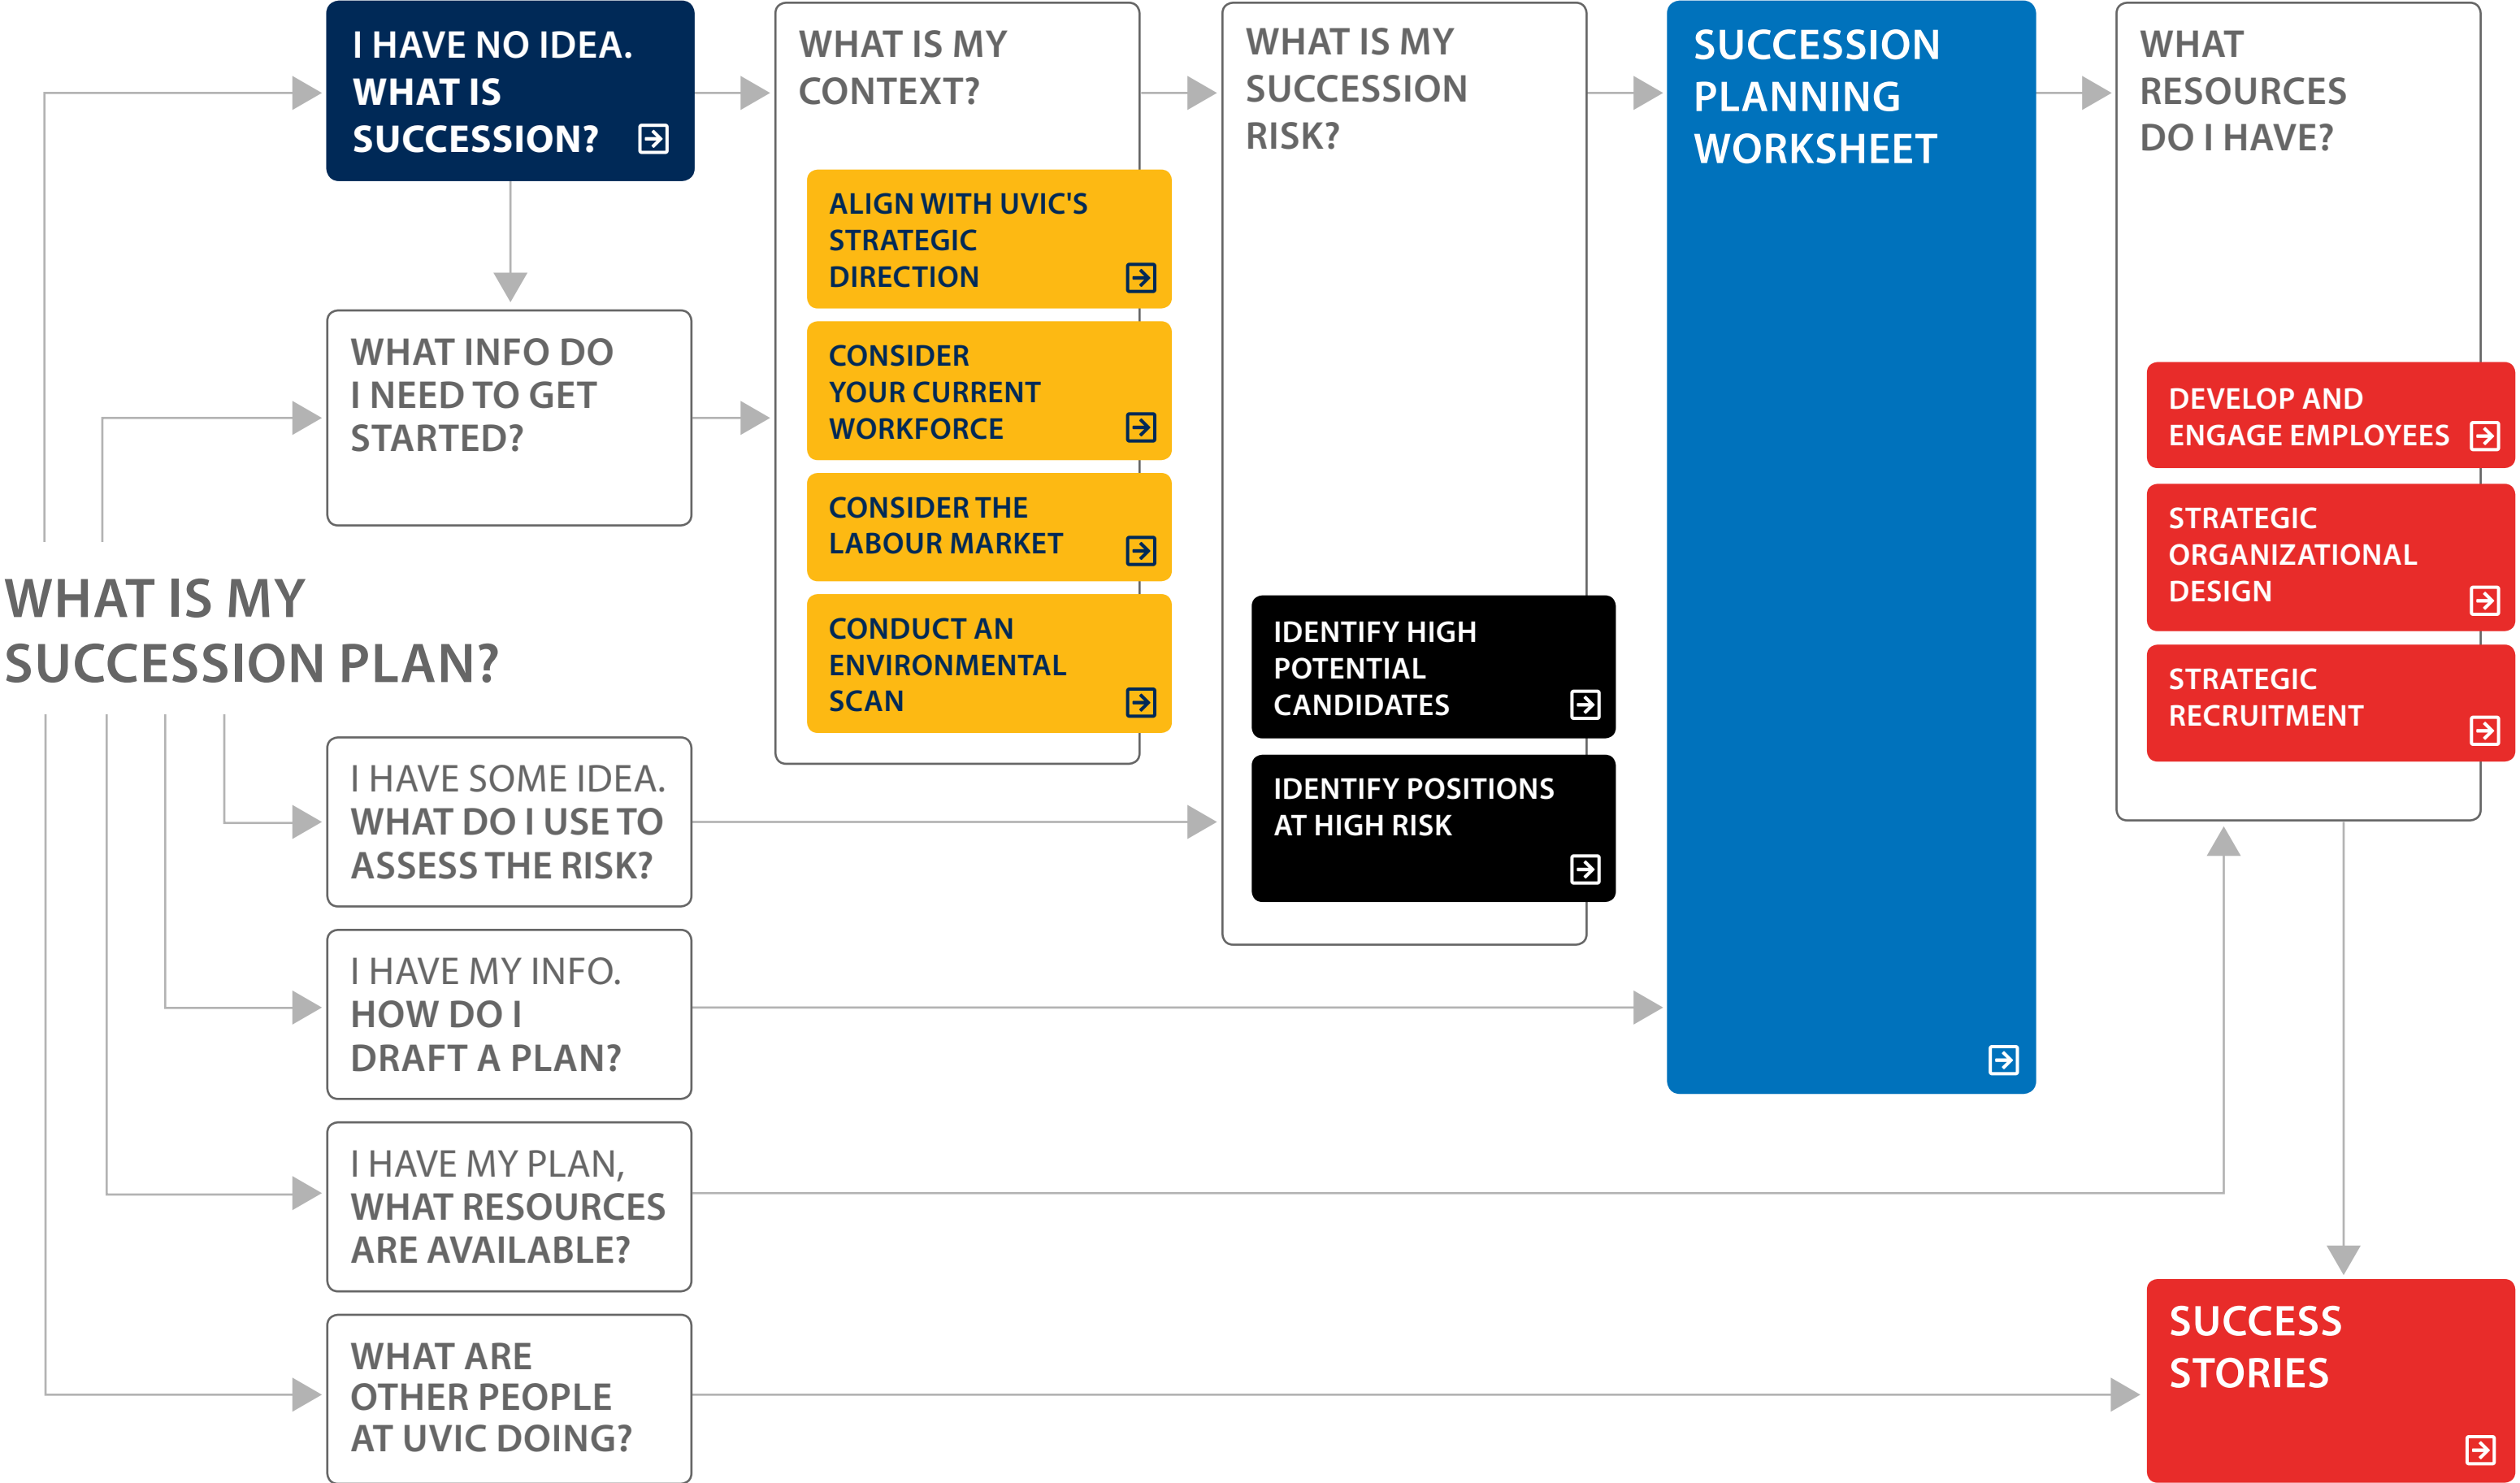 I HAVE NO IDEA.
WHAT IS
SUCCESSION?
WHAT INFO DO
I NEED TO GET
STARTED?
WHAT IS MY
SUCCESSION PLAN?
I HAVE SOME IDEA.
WHAT DO I USE TO
ASSESS THE RISK?
I HAVE MY INFO.
HOW DO I
DRAFT A PLAN?
I HAVE MY PLAN,
WHAT RESOURCES
ARE AVAILABLE?
WHAT ARE
OTHER PEOPLE
AT UVIC DOING?
WHAT IS MY
CONTEXT?
ALIGN WITH UVIC'S
STRATEGIC
DIRECTION
CONSIDER
YOUR CURRENT
WORKFORCE
CONSIDER THE
LABOUR MARKET
CONDUCT AN
ENVIRONMENTAL
SCAN
WHAT IS MY
SUCCESSION
RISK?
IDENTIFY HIGH
POTENTIAL
CANDIDATES
IDENTIFY POSITIONS
AT HIGH RISK
SUCCESSION
PLANNING
WORKSHEET
WHAT
RESOURCES
DO I HAVE?
DEVELOP AND
ENGAGE EMPLOYEES
STRATEGIC
ORGANIZATIONAL
DESIGN
STRATEGIC
RECRUITMENT
SUCCESS
STORIES